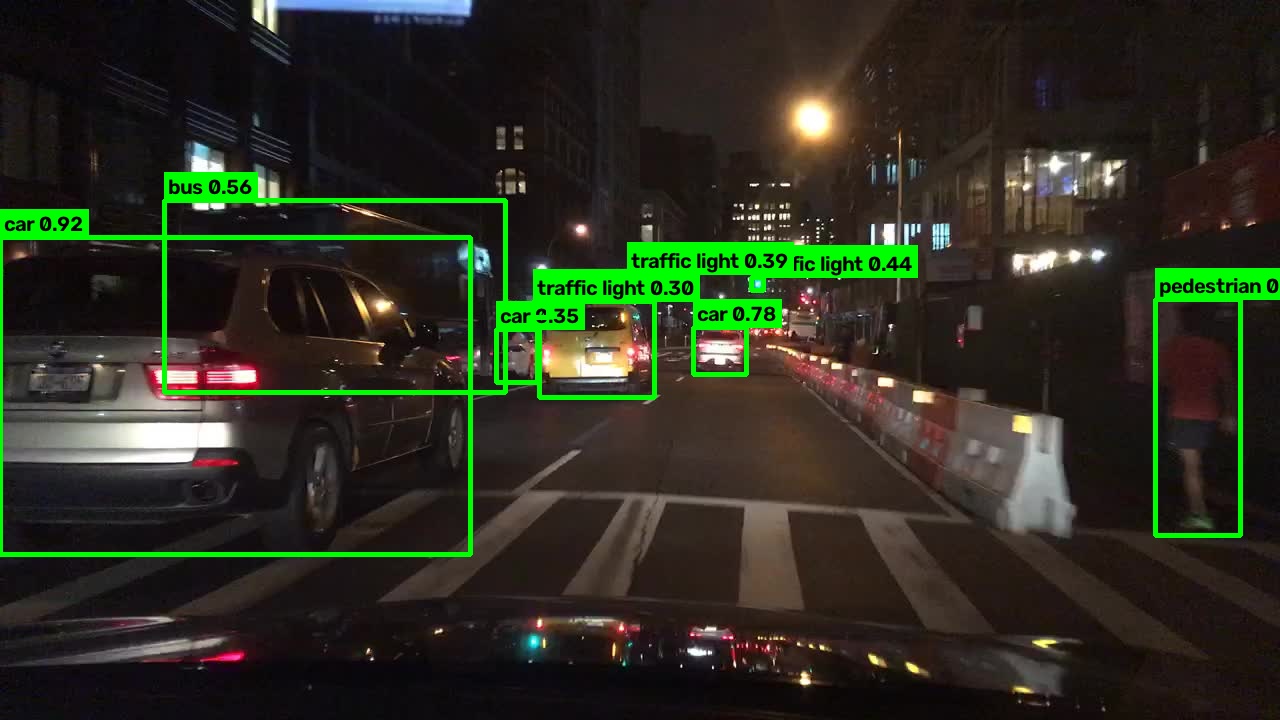 bus 0.56
car 0.92
traffic light 0.39
fic light 0.44
traffic light 0.30
pedestrian 0
car 0.35
car 0.78